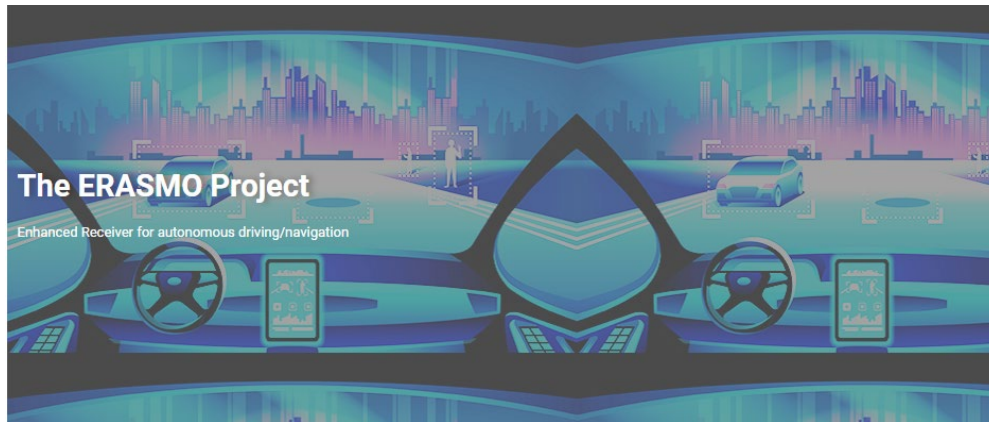 The ERASMO Project
Enhanced Receiver for autonomous driving/navigation